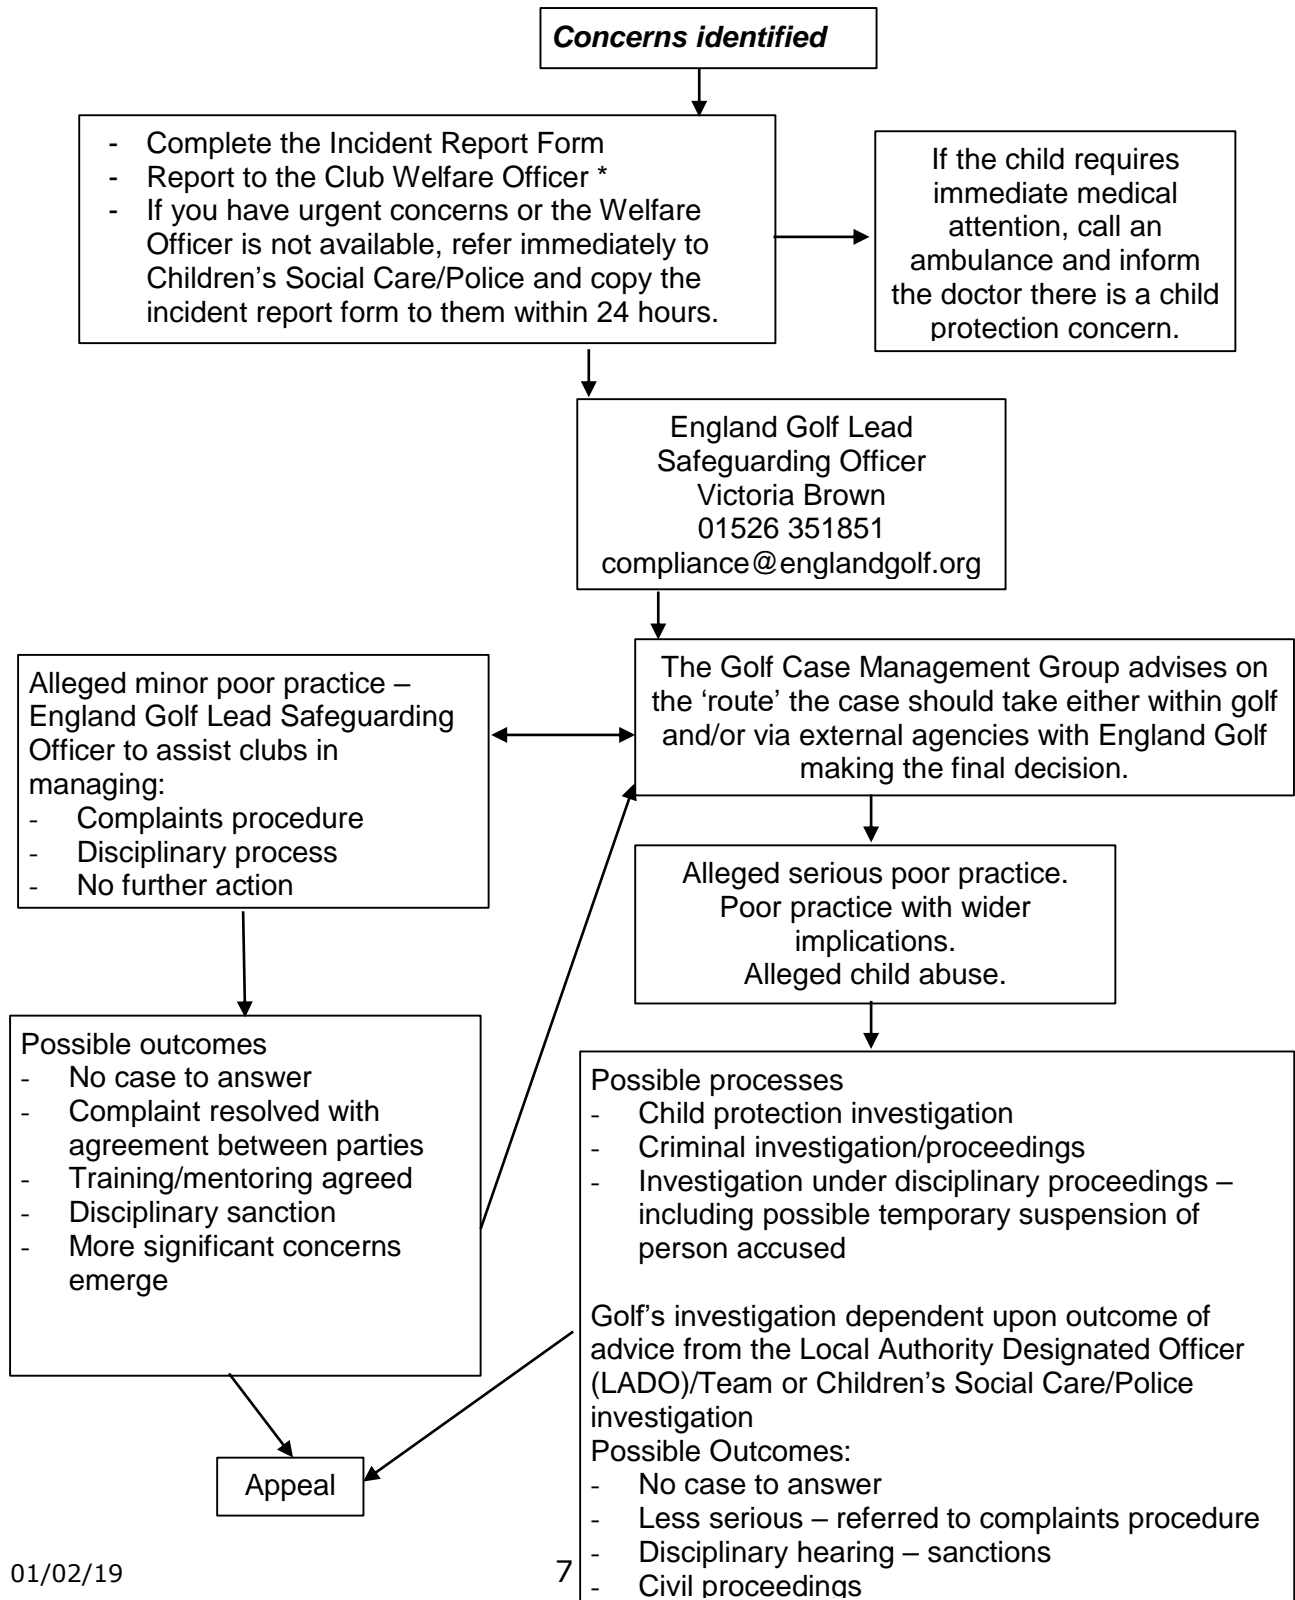 Concerns identified
- Complete the Incident Report Form
- Report to the Club Welfare Officer *
- If you have urgent concerns or the Welfare
Officer is not available, refer immediately to
Children’s Social Care/Police and copy the
incident report form to them within 24 hours.
If the child requires
immediate medical
attention, call an
ambulance and inform
the doctor there is a child
protection concern.
England Golf Lead
Safeguarding Officer
Victoria Brown
01526 351851
compliance@englandgolf.org
The Golf Case Management Group advises on
the ‘route’ the case should take either within golf
and/or via external agencies with England Golf
making the final decision.
Alleged minor poor practice –
England Golf Lead Safeguarding
Officer to assist clubs in
managing:
- Complaints procedure
- Disciplinary process
- No further action
Alleged serious poor practice.
Poor practice with wider
implications.
Alleged child abuse.
Possible outcomes
- No case to answer
- Complaint resolved with
agreement between parties
- Training/mentoring agreed
- Disciplinary sanction
- More significant concerns
emerge
Possible processes
- Child protection investigation
- Criminal investigation/proceedings
- Investigation under disciplinary proceedings –
including possible temporary suspension of
person accused
Golf’s investigation dependent upon outcome of
advice from the Local Authority Designated Officer
(LADO)/Team or Children’s Social Care/Police
investigation
Possible Outcomes:
- No case to answer
- Less serious – referred to complaints procedure
- Disciplinary hearing – sanctions
- Civil proceedings
Appeal
01/02/19
7